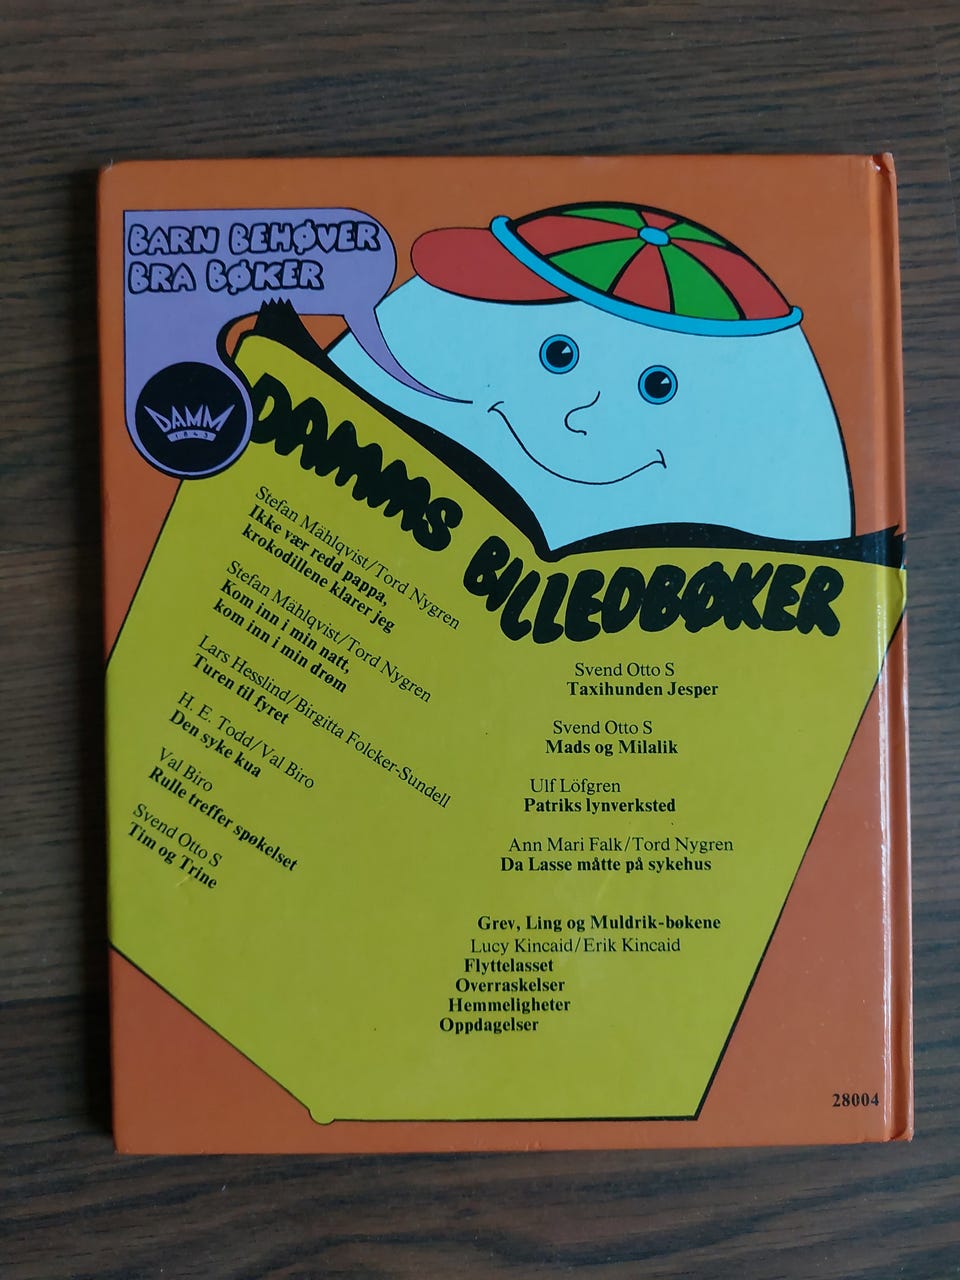 BARN BEHØVER
BRA BØKER
DAMM
1843
DAMMS BILLEDBØKER
Stefan Mählqvist/Tord Nygren
Ikke vær redd pappa,
krokodillene klarer jeg
Stefan Mählqvist/Tord Nygren
Kom inn i min natt,
kom inn i min drøm
Lars Hesslind/Birgitta Folcker-Sundell
Turen til fyret
H. E. Todd/Val Biro
Den syke kua
Val Biro
Rulle treffer spøkelset
Svend Otto S
Tim og Trine
Svend Otto S
Taxihunden Jesper
Svend Otto S
Mads og Milalik
Ulf Löfgren
Patriks lynverksted
Ann Mari Falk/Tord Nygren
Da Lasse måtte på sykehus
Grev, Ling og Muldrik-bøkene
Lucy Kincaid/Erik Kincaid
Flyttelasset
Overraskelser
Hemmeligheter
Oppdagelser
28004